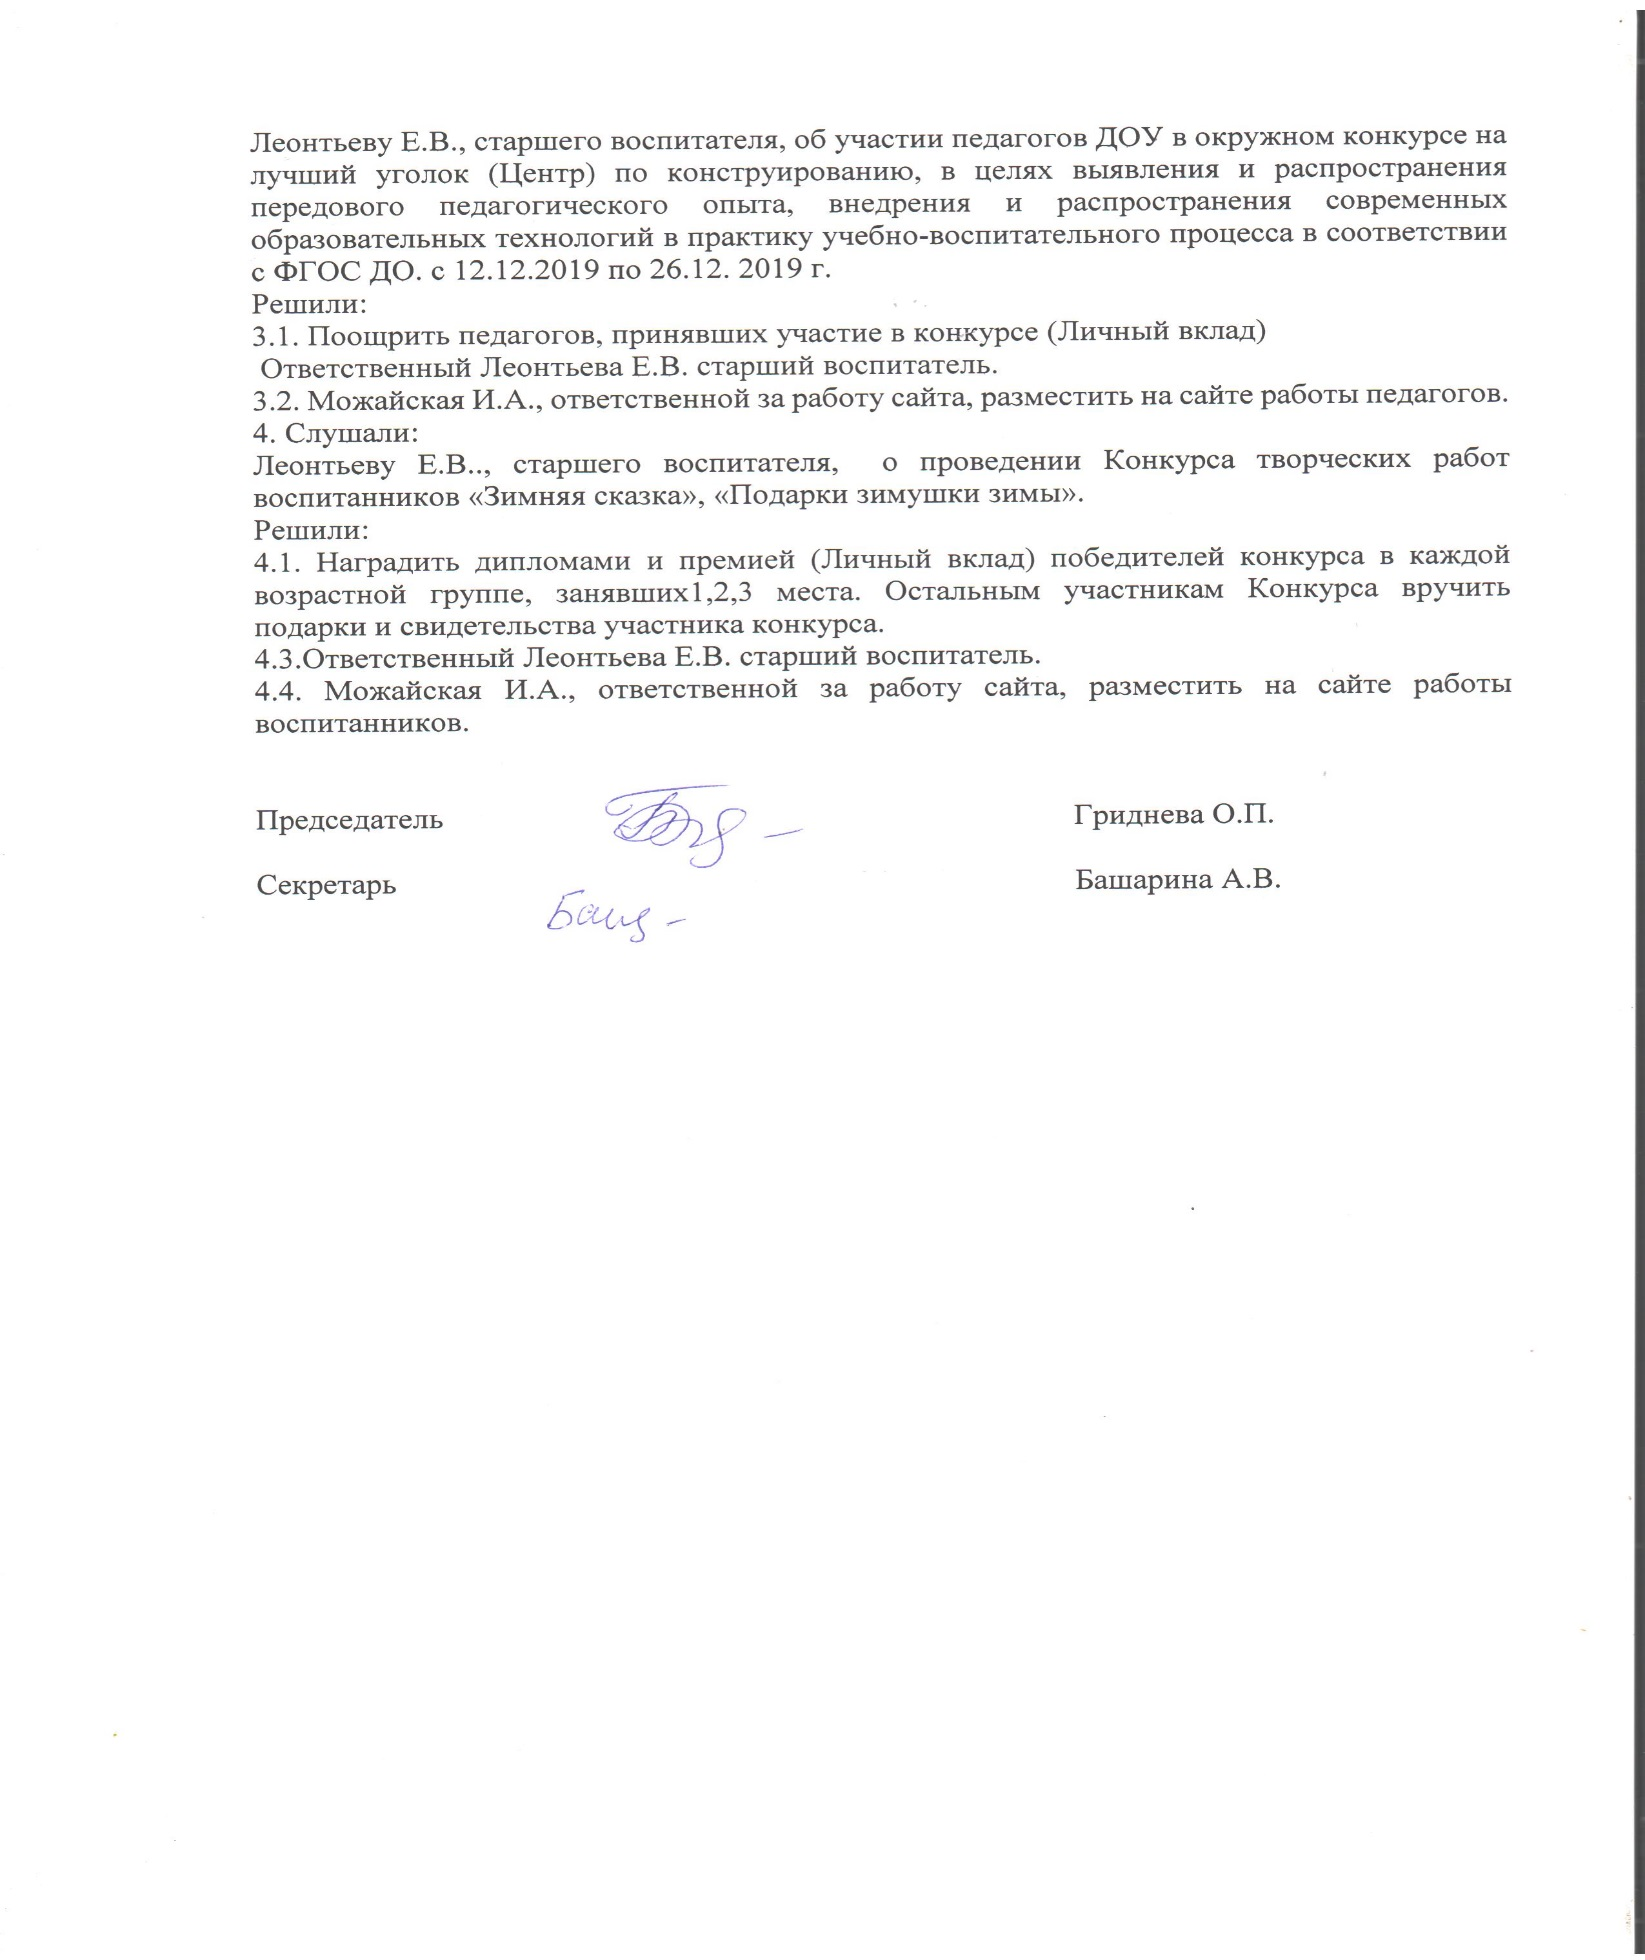 Леонтьеву Е.В., старшего воспитателя, об участии педагогов ДОУ в окружном конкурсе на
лучший уголок (Центр) по конструированию, в целях выявления и распространения
передового педагогического опыта, внедрения и распространения современных
образовательных технологий в практику учебно-воспитательного процесса в соответствии
с ФГОС ДО. с 12.12.2019 по 26.12. 2019 г.
Решили:
3.1. Поощрить педагогов, принявших участие в конкурсе (Личный вклад)
Ответственный Леонтьева Е.В. старший воспитатель.
3.2. Можайская И.А., ответственной за работу сайта, разместить на сайте работы педагогов.
4. Слушали:
Леонтьеву Е.В.., старшего воспитателя, о проведении Конкурса творческих работ
воспитанников «Зимняя сказка», «Подарки зимушки зимы».
Решили:
4.1. Наградить дипломами и премией (Личный вклад) победителей конкурса в каждой
возрастной группе, занявших1,2,3 места. Остальным участникам Конкурса вручить
подарки и свидетельства участника конкурса.
4.3.Ответственный Леонтьева Е.В. старший воспитатель.
4.4. Можайская И.А., ответственной за работу сайта, разместить на сайте работы
воспитанников.
Председатель Гриднева О.П.
Секретарь Башарина А.В.